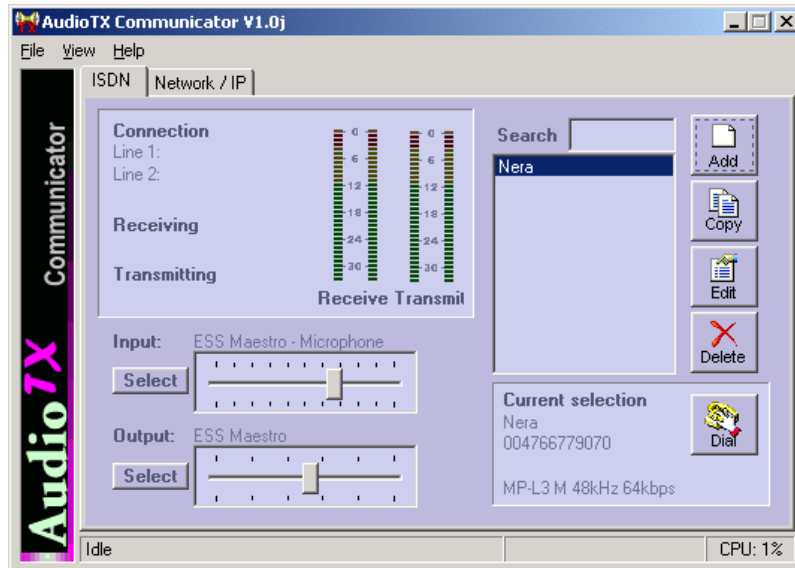 AudioTX Communicator V1.0j
File View Help
ISDN Network / IP
AudioTX Communicator
Connection
Line 1:
Line 2:
Receiving
Transmitting
0 0
6 6
12 12
18 18
24 24
30 30
Receive Transmit
Search
Nera
Add
Copy
Edit
Delete
Input: ESS Maestro - Microphone
Select
Output: ESS Maestro
Select
Current selection
Nera
004766779070
MP-L3 M 48kHz 64kbps
Dial
Idle
CPU: 1%